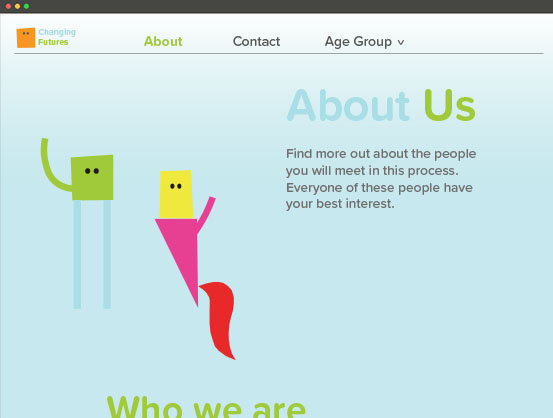 Changing
Futures
About
Contact
Age Group
About Us
Find more out about the people
you will meet in this process.
Everyone of these people have
your best interest.
Who we are